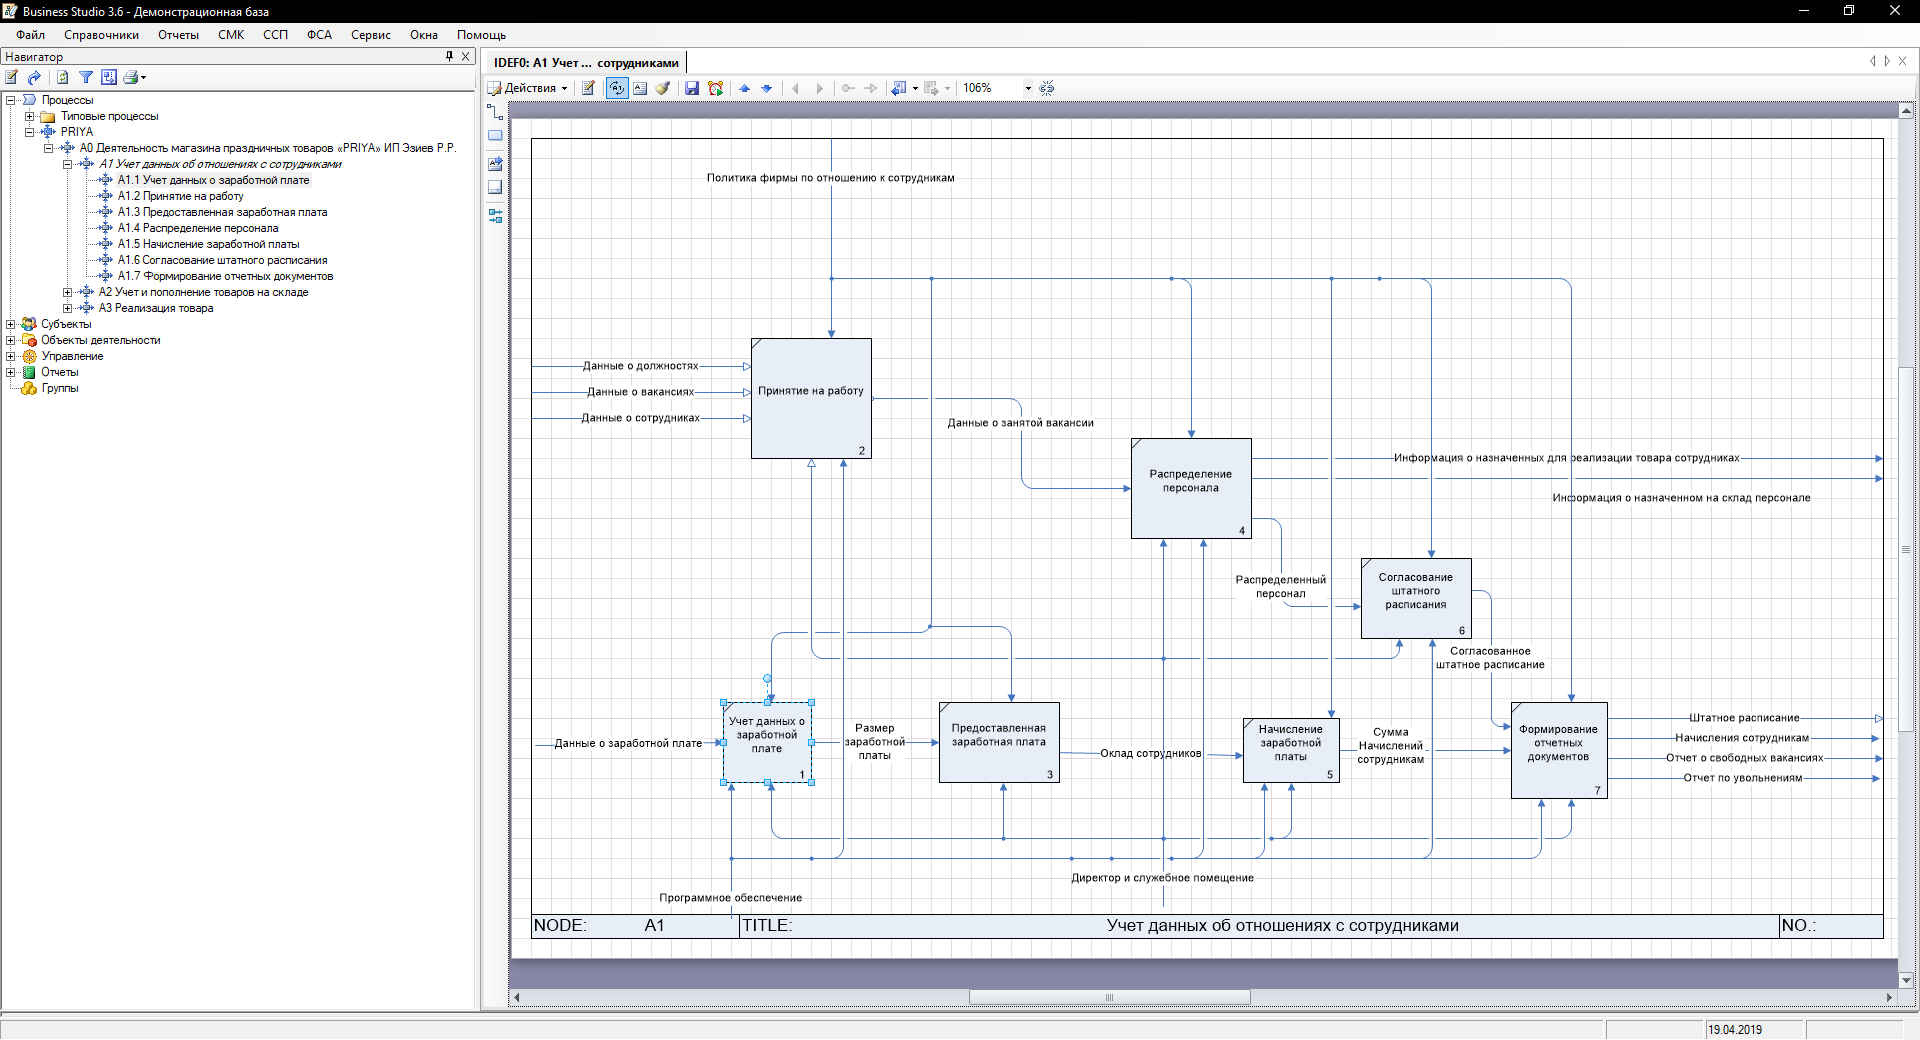 Business Studio 3.6 - Демонстрационная база
Файл Справочники Отчеты СМК ССП ФСА Сервис Окна Помощь
Навигатор
IDEF0: A1 Учет ... сотрудниками
Действия
106%
Процессы
Типовые процессы
PRIYA
A0 Деятельность магазина праздничных товаров «PRIYA» ИП Эзиев Р.Р.
A1 Учет данных об отношениях с сотрудниками
A1.1 Учет данных о заработной плате
A1.2 Принятие на работу
A1.3 Предоставленная заработная плата
A1.4 Распределение персонала
A1.5 Начисление заработной платы
A1.6 Согласование штатного расписания
A1.7 Формирование отчетных документов
A2 Учет и пополнение товаров на складе
A3 Реализация товара
Субъекты
Объекты деятельности
Управление
Отчеты
Группы
Политика фирмы по отношению к сотрудникам
Данные о должностях
Данные о вакансиях
Данные о сотрудниках
Принятие на работу
2
Данные о занятой вакансии
Распределение
персонала
4
Информация о назначенных для реализации товара сотрудниках
Информация о назначенном на склад персонале
Распределенный
персонал
Согласование
штатного
расписания
6
Согласованное
штатное расписание
Данные о заработной плате
Учет данных о
заработной
плате
1
Размер
заработной
платы
Предоставленная
заработная плата
3
Оклад сотрудников
Начисление
заработной
платы
5
Сумма
Начислений
сотрудникам
Формирование
отчетных
документов
7
Штатное расписание
Начисления сотрудникам
Отчет о свободных вакансиях
Отчет по увольнениям
Директор и служебное помещение
Программное обеспечение
NODE: A1 TITLE: Учет данных об отношениях с сотрудниками NO.:
19.04.2019